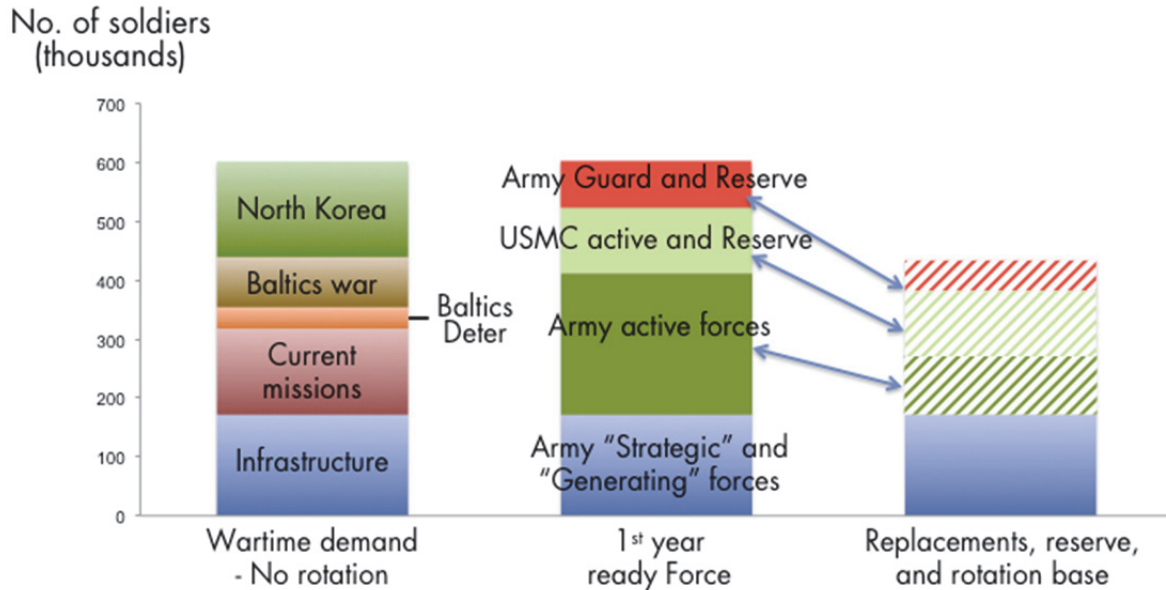 No. of soldiers
(thousands)
700
600
500
400
300
200
100
0
North Korea
Baltics war
Baltics
Deter
Current
missions
Infrastructure
Army Guard and Reserve
USMC active and Reserve
Army active forces
Army “Strategic” and
“Generating” forces
Wartime demand
- No rotation
1st year
ready Force
Replacements, reserve,
and rotation base